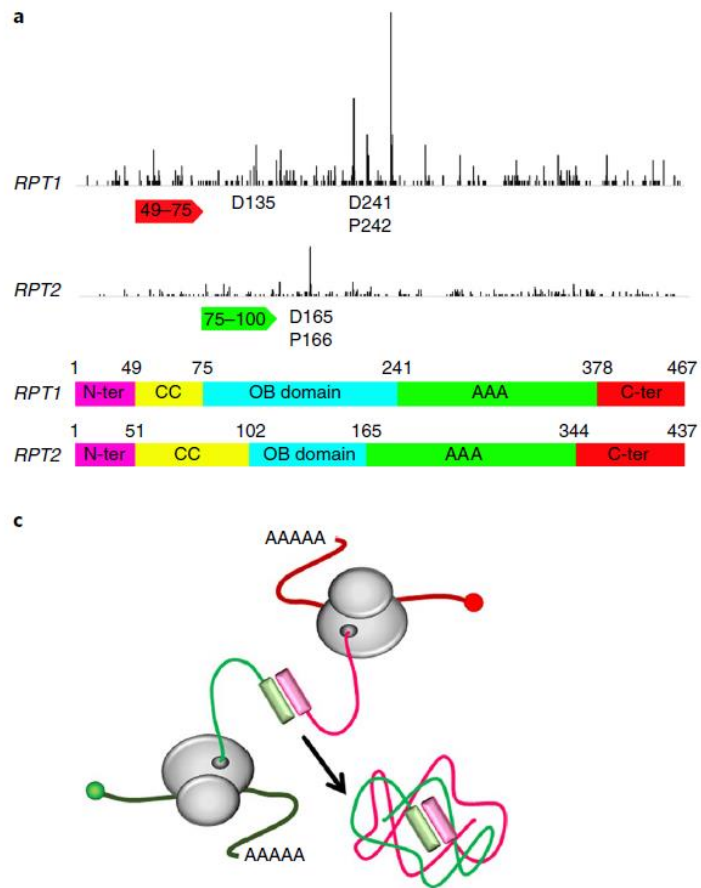 a
RPT1
49–75 D135 D241
P242
RPT2
75–100 D165
P166
1 49 75 241 378 467
RPT1 N-ter CC OB domain AAA C-ter
1 51 102 165 344 437
RPT2 N-ter CC OB domain AAA C-ter
c
AAAAA
AAAAA